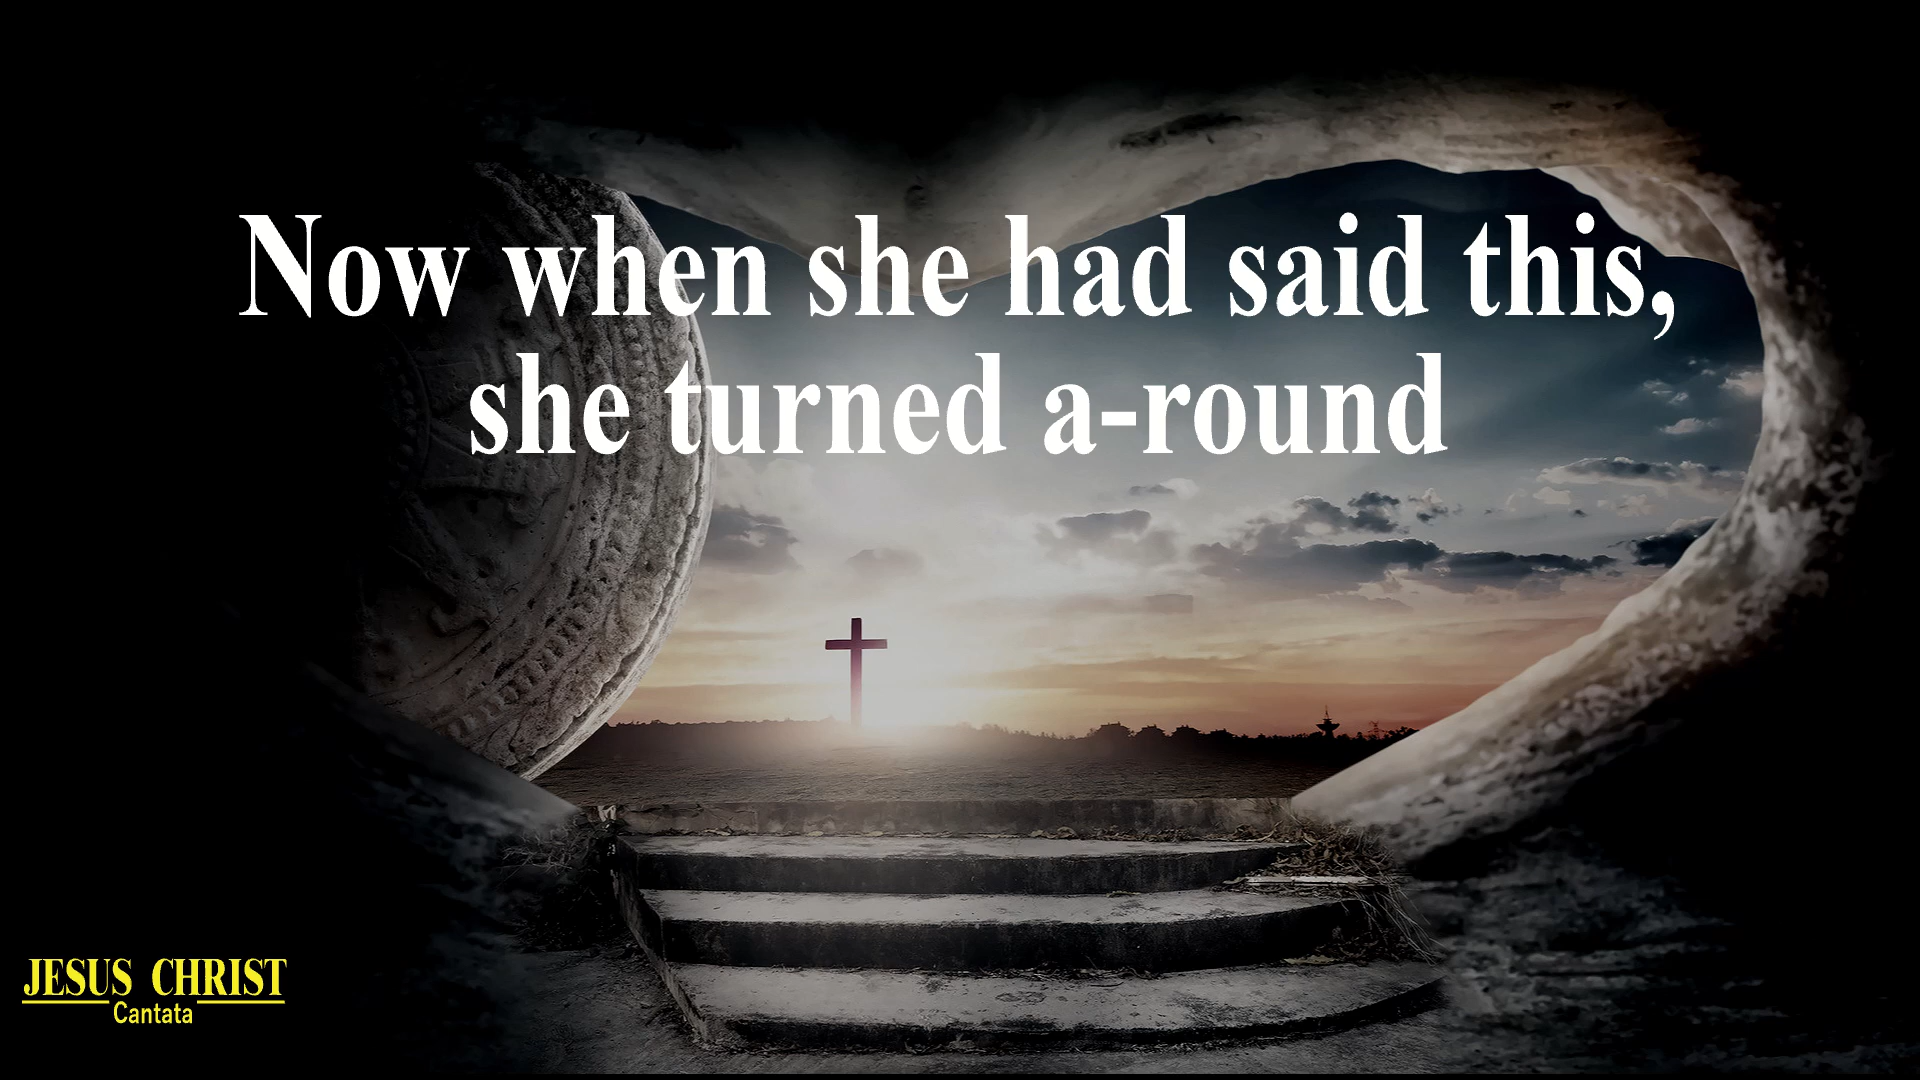 Now when she had said this,
she turned a-round
JESUS CHRIST
Cantata